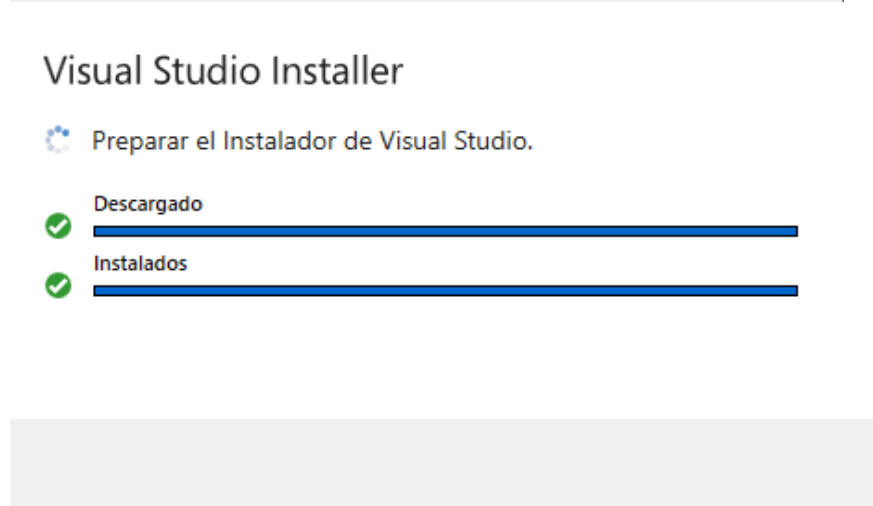 Visual Studio Installer
Preparar el Instalador de Visual Studio.
Descargado
Instalados